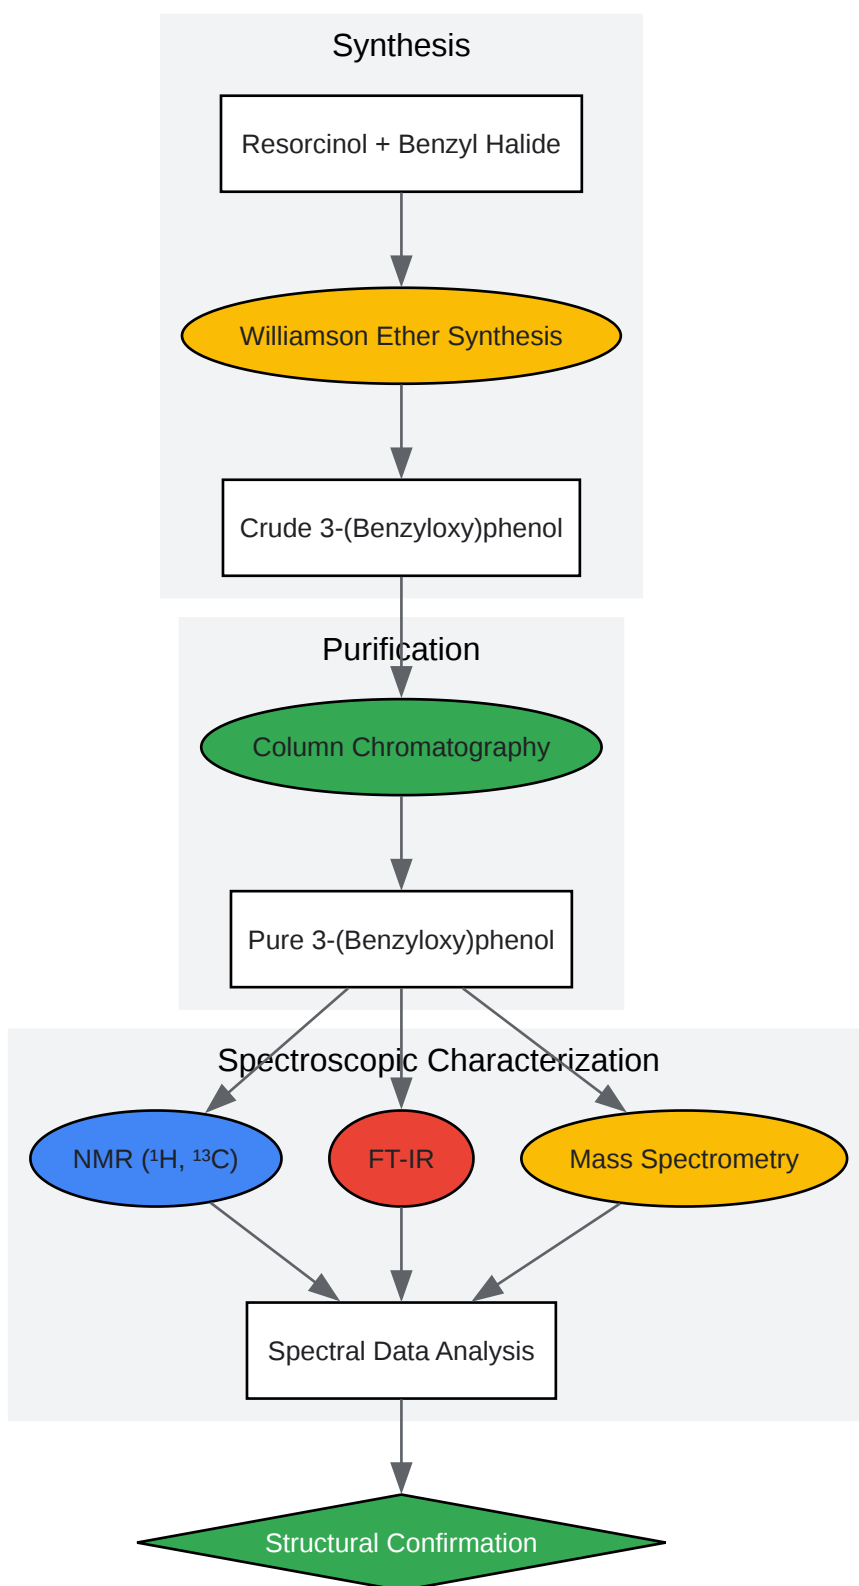 Synthesis
Resorcinol + Benzyl Halide
Williamson Ether Synthesis
Crude 3-(Benzyloxy)phenol
Purification
Column Chromatography
Pure 3-(Benzyloxy)phenol
Spectroscopic Characterization
NMR (¹H, ¹³C)
FT-IR
Mass Spectrometry
Spectral Data Analysis
Structural Confirmation